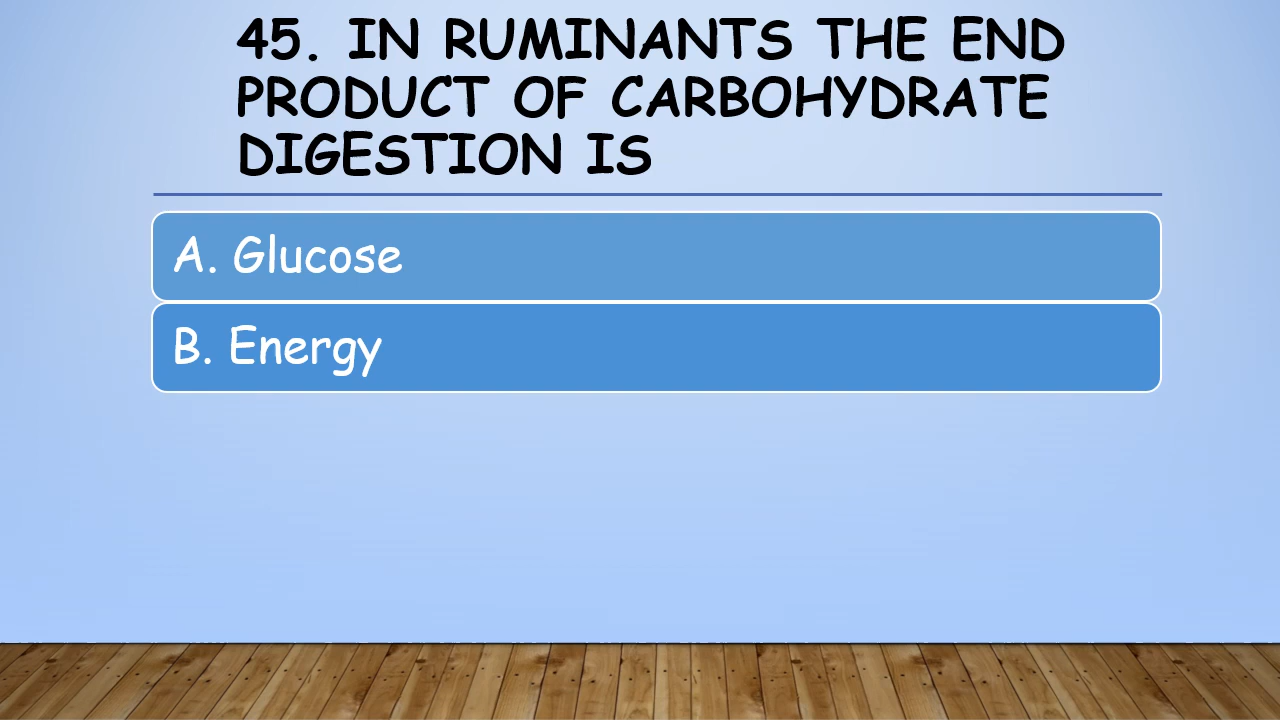 45. IN RUMINANTS THE END
PRODUCT OF CARBOHYDRATE
DIGESTION IS
A. Glucose
B. Energy